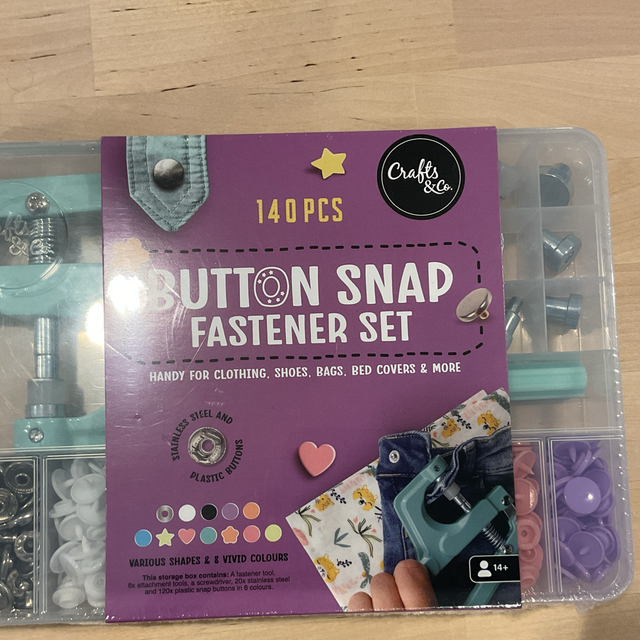 Crafts
& Co.
140 PCS
BUTTON SNAP
FASTENER SET
HANDY FOR CLOTHING, SHOES, BAGS, BED COVERS & MORE
STAINLESS STEEL AND
PLASTIC BUTTONS
VARIOUS SHAPES & 8 VIVID COLOURS
This storage box contains: A fastener tool,
6x attachment tools, a screwdriver, 20x stainless steel
and 120x plastic snap buttons in 6 colours.
14+